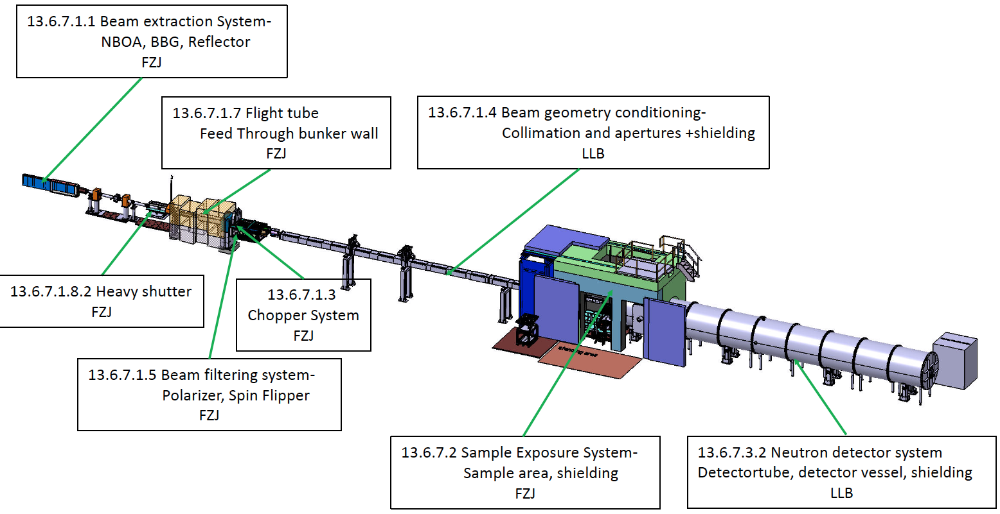 13.6.7.1.1 Beam extraction System-
NBOA, BBG, Reflector
FZJ
13.6.7.1.7 Flight tube
Feed Through bunker wall
FZJ
13.6.7.1.4 Beam geometry conditioning-
Collimation and apertures +shielding
LLB
13.6.7.1.8.2 Heavy shutter
FZJ
13.6.7.1.3
Chopper System
FZJ
13.6.7.1.5 Beam filtering system-
Polarizer, Spin Flipper
FZJ
13.6.7.2 Sample Exposure System-
Sample area, shielding
FZJ
13.6.7.3.2 Neutron detector system
Detectortube, detector vessel, shielding
LLB